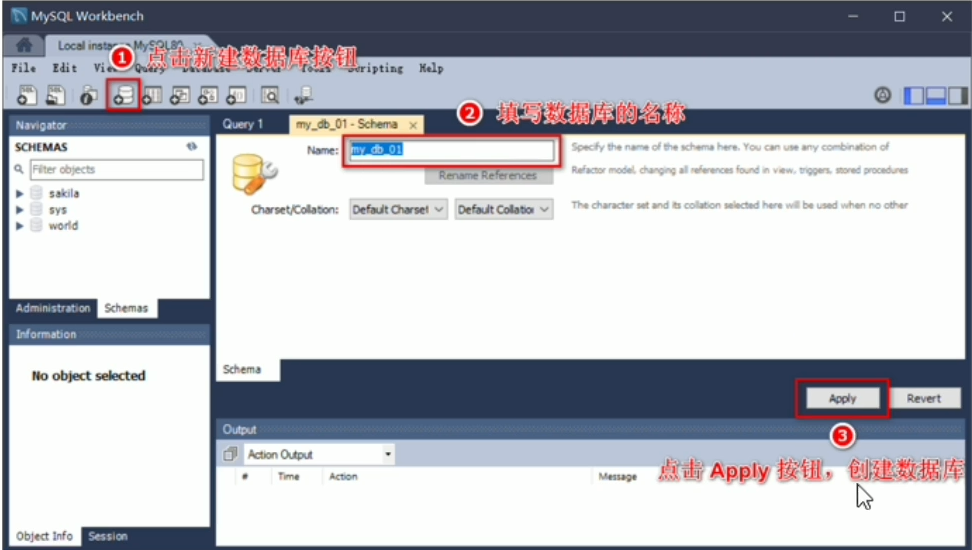 MySQL Workbench
Local instance MySQL80
① 点击新建数据库按钮
File Edit View Query Database Server Tools Scripting Help
② 填写数据库的名称
Navigator
SCHEMAS
Filter objects
sakila
sys
world
Administration Schemas
Information
No object selected
Object Info Session
Query 1 my_db_01 - Schema
Name: my_db_01
Specify the name of the schema here. You can use any combination of
Rename References
Refactor model, changing all references found in view, triggers, stored procedures
Charset/Collation: Default Charset Default Collation
The character set and its collation selected here will be used when no other
Schema
Apply Revert
③
点击 Apply 按钮，创建数据库
Output
Action Output
# Time Action Message